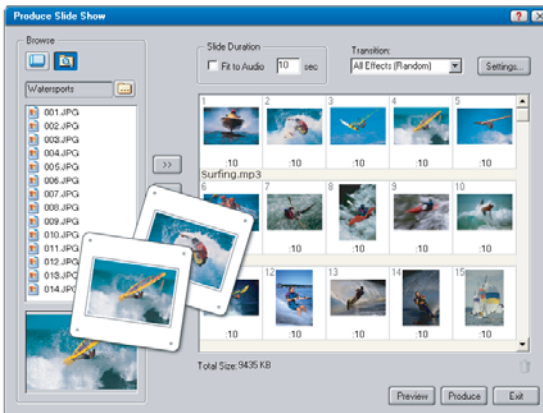 Produce Slide Show
Browse
Watersports
001.JPG
002.JPG
003.JPG
004.JPG
005.JPG
006.JPG
007.JPG
008.JPG
009.JPG
010.JPG
011.JPG
012.JPG
013.JPG
014.JPG
>>
Slide Duration
Fit to Audio 10 sec
Transition:
All Effects (Random)
Settings...
1 2 3 4 5
:10 :10 :10 :10 :10
Surfing.mp3
6 7 8 9 10
:10 :10 :10 :10
12 13 14 15
:10 :10 :10 :10 :10
Total Size: 9435 KB
Preview Produce Exit